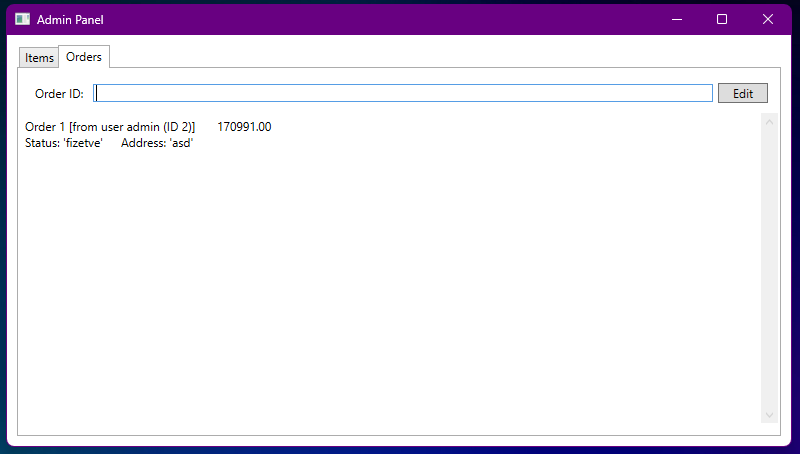 Admin Panel
Items Orders
Order ID: Edit
Order 1 [from user admin (ID 2)] 170991.00
Status: 'fizetve' Address: 'asd'